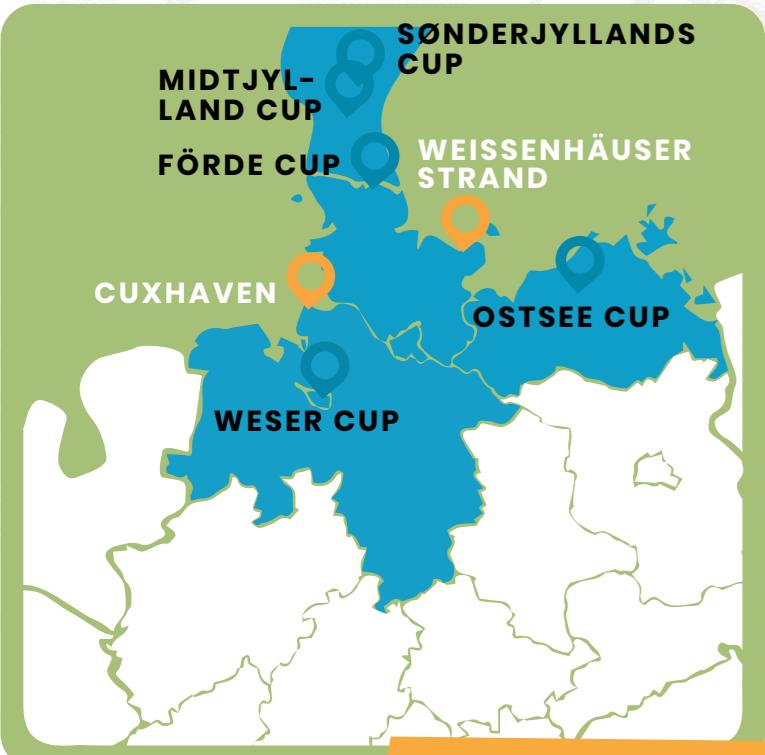 SØNDERJYLLANDS
CUP
MIDTJYL-
LAND CUP
FÖRDE CUP
WEISSENHÄUSER
STRAND
CUXHAVEN
OSTSEE CUP
WESER CUP